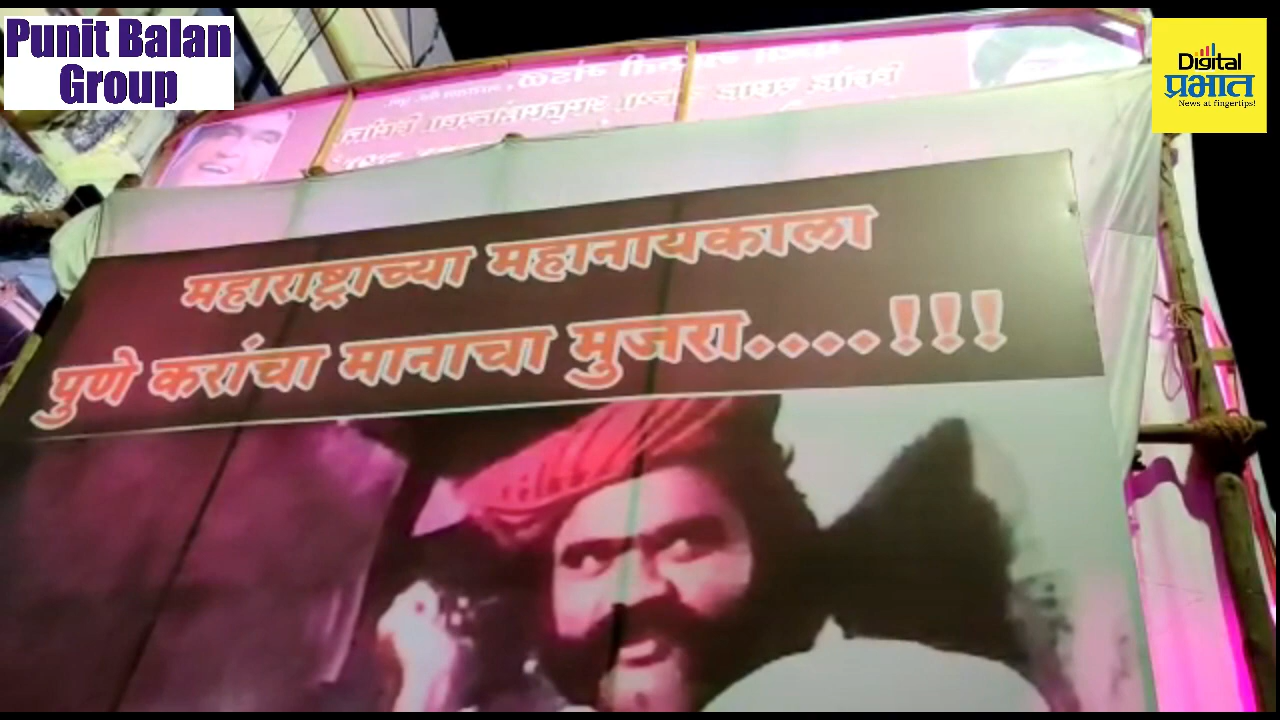 Punit Balan
Group
Digital
प्रभात
News at fingertips!
महाराष्ट्राच्या महानायकाला
पुणे करांचा मानाचा मुजरा....!!!